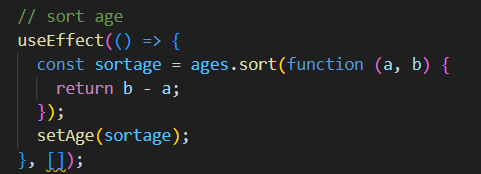 // sort age
useEffect(() => {
  const sortage = ages.sort(function (a, b) {
    return b - a;
  });
  setAge(sortage);
}, []);